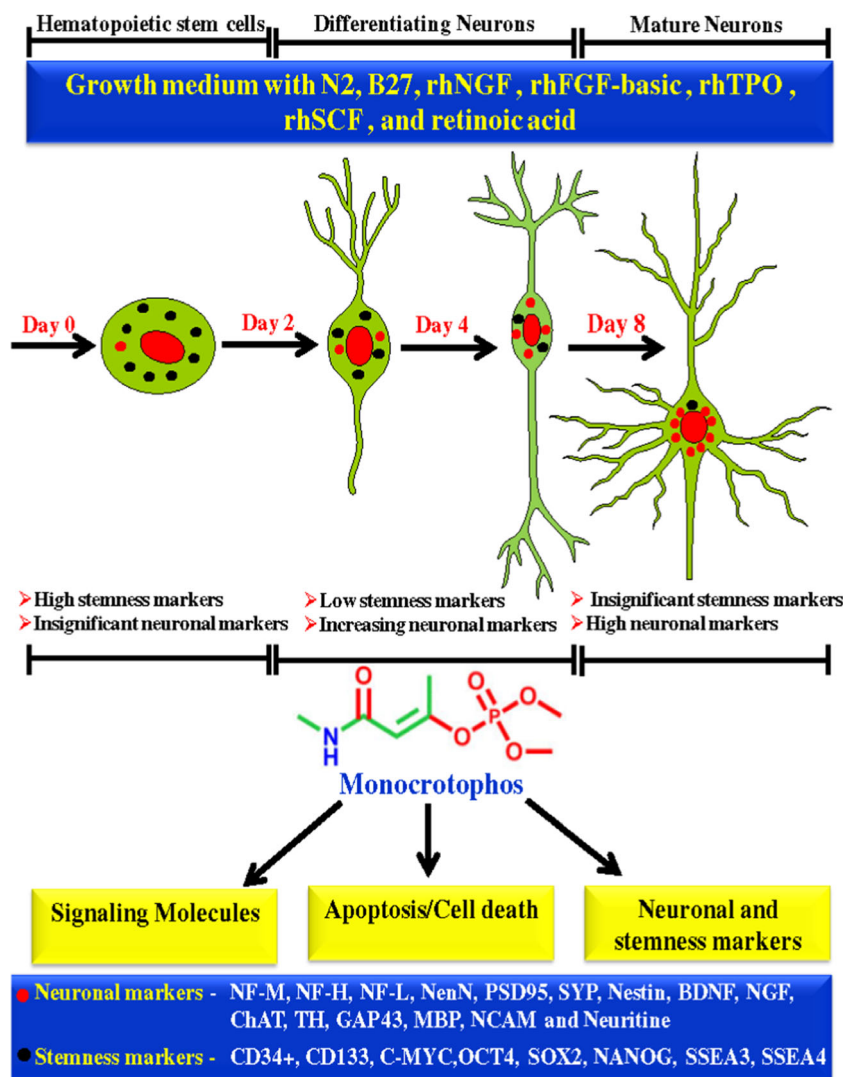 Hematopoietic stem cells Differentiating Neurons Mature Neurons
Growth medium with N2, B27, rhNGF, rhFGF-basic , rhTPO ,
rhSCF, and retinoic acid
Day 0 Day 2 Day 4 Day 8
➢High stemness markers
➢Insignificant neuronal markers
➢Low stemness markers
➢Increasing neuronal markers
➢ Insignificant stemness markers
➢High neuronal markers
O
N
H
O
P
O
O
O
Monocrotophos
Signaling Molecules
Apoptosis/Cell death
Neuronal and
stemness markers
Neuronal markers - NF-M, NF-H, NF-L, NenN, PSD95, SYP, Nestin, BDNF, NGF,
ChAT, TH, GAP43, MBP, NCAM and Neuritine
Stemness markers - CD34+, CD133, C-MYC,OCT4, SOX2, NANOG, SSEA3, SSEA4